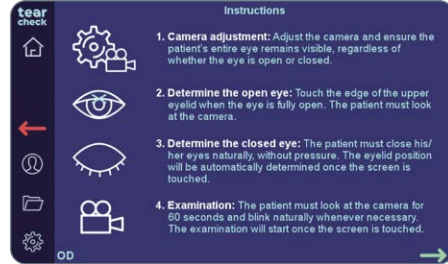 tear
check
Instructions
1. Camera adjustment: Adjust the camera and ensure the
patient's entire eye remains visible, regardless of
whether the eye is open or closed.
2. Determine the open eye: Touch the edge of the upper
eyelid when the eye is fully open. The patient must look
at the camera.
3. Determine the closed eye: The patient must close his/
her eyes naturally, without pressure. The eyelid position
will be automatically determined once the screen is
touched.
4. Examination: The patient must look at the camera for
60 seconds and blink naturally whenever necessary.
The examination will start once the screen is touched.
OD